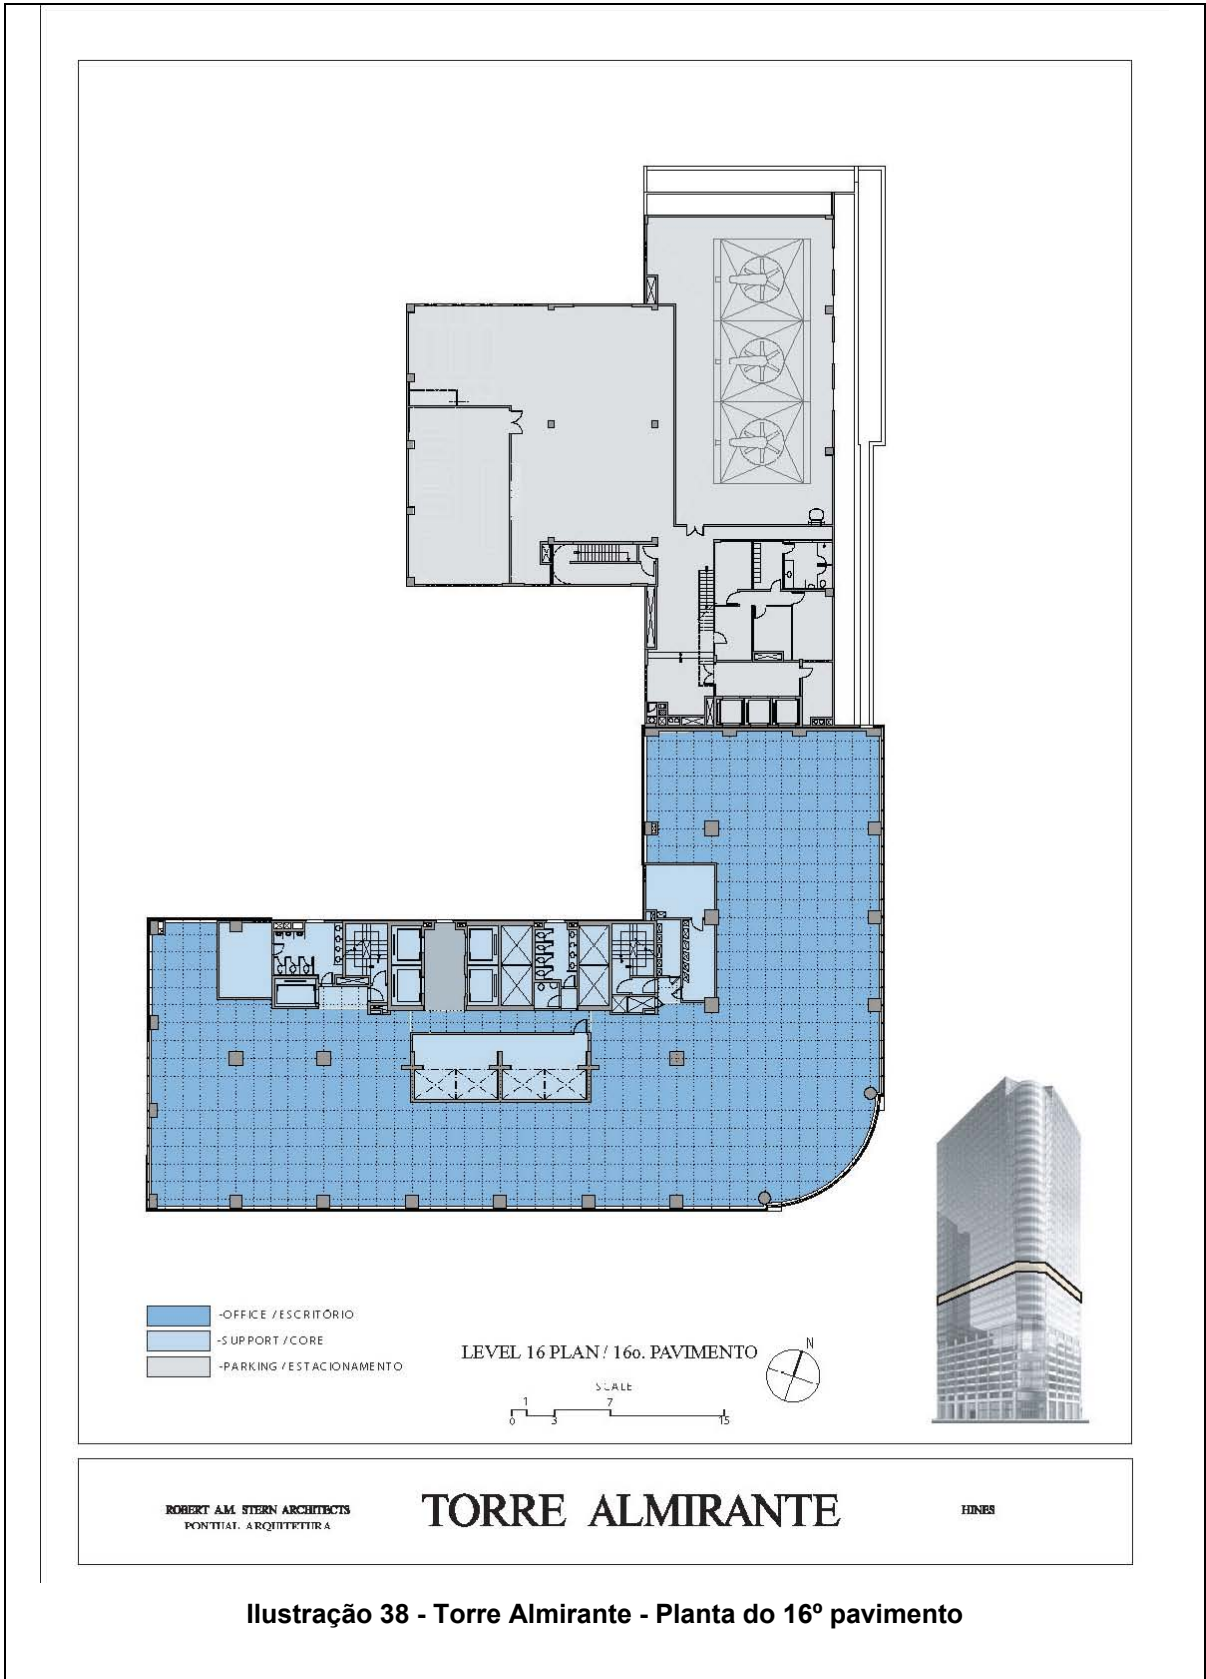 -OFFICE / ESCRITÓRIO
-SUPPORT / CORE
-PARKING / ESTACIONAMENTO
LEVEL 16 PLAN / 16o. PAVIMENTO
N
SCALE
1 7
0 3 15
ROBERT A.M. STERN ARCHITECTS
PONTUAL ARQUITETURA
TORRE ALMIRANTE
HINES
Ilustração 38 - Torre Almirante - Planta do 16º pavimento